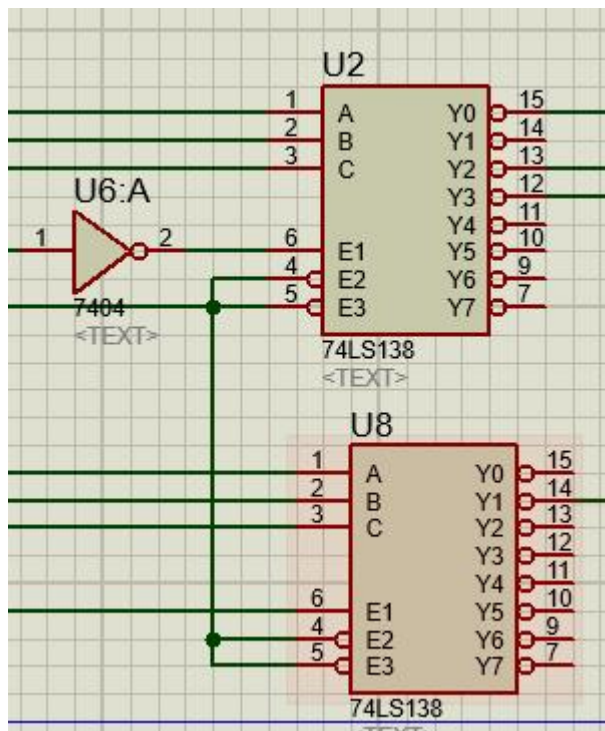 U2
1 A Y0 15
2 B Y1 14
3 C Y2 13
Y3 12
U6:A
Y4 11
1 2 6 E1 Y5 10
4 E2 Y6 9
5 E3 Y7 7
7404
<TEXT>
74LS138
<TEXT>
U8
1 A Y0 15
2 B Y1 14
3 C Y2 13
Y3 12
Y4 11
6 E1 Y5 10
4 E2 Y6 9
5 E3 Y7 7
74LS138